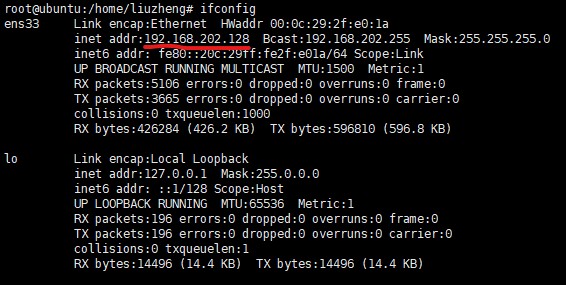 root@ubuntu:/home/liuzheng# ifconfig
ens33     Link encap:Ethernet  HWaddr 00:0c:29:2f:e0:1a
          inet addr:192.168.202.128  Bcast:192.168.202.255  Mask:255.255.255.0
          inet6 addr: fe80::20c:29ff:fe2f:e01a/64 Scope:Link
          UP BROADCAST RUNNING MULTICAST  MTU:1500  Metric:1
          RX packets:5106 errors:0 dropped:0 overruns:0 frame:0
          TX packets:3665 errors:0 dropped:0 overruns:0 carrier:0
          collisions:0 txqueuelen:1000
          RX bytes:426284 (426.2 KB)  TX bytes:596810 (596.8 KB)
lo        Link encap:Local Loopback
          inet addr:127.0.0.1  Mask:255.0.0.0
          inet6 addr: ::1/128 Scope:Host
          UP LOOPBACK RUNNING  MTU:65536  Metric:1
          RX packets:196 errors:0 dropped:0 overruns:0 frame:0
          TX packets:196 errors:0 dropped:0 overruns:0 carrier:0
          collisions:0 txqueuelen:1
          RX bytes:14496 (14.4 KB)  TX bytes:14496 (14.4 KB)